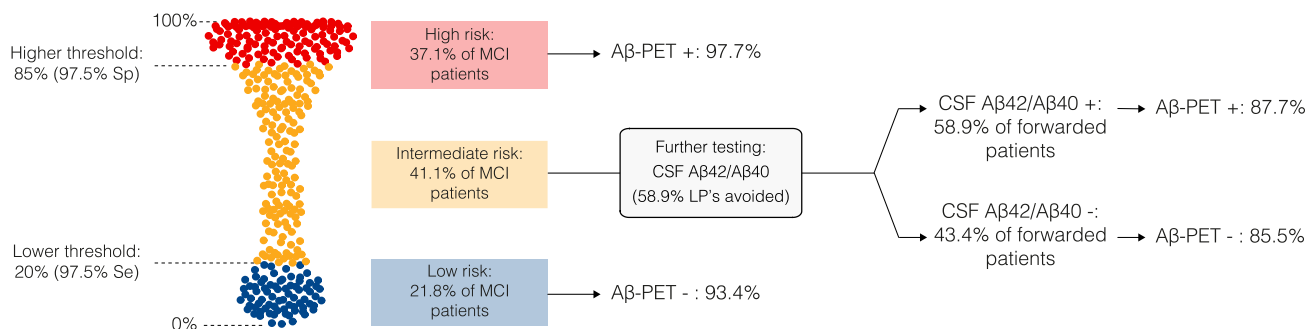 100%
Higher threshold:
85% (97.5% Sp)
Lower threshold:
20% (97.5% Se)
0%
High risk:
37.1% of MCI
patients
Aβ-PET +: 97.7%
Intermediate risk:
41.1% of MCI
patients
Further testing:
CSF Aβ42/Aβ40
(58.9% LP's avoided)
CSF Aβ42/Aβ40 +:
58.9% of forwarded
patients
Aβ-PET +: 87.7%
CSF Aβ42/Aβ40 -:
43.4% of forwarded
patients
Aβ-PET - : 85.5%
Low risk:
21.8% of MCI
patients
Aβ-PET - : 93.4%